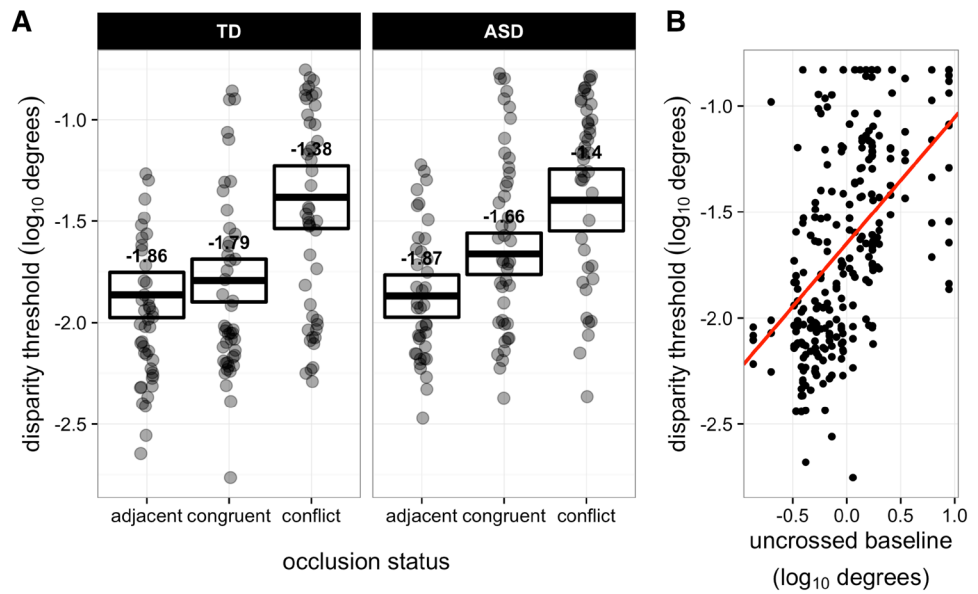 A
B
TD
ASD
disparity threshold (log10 degrees)
-1.0
-1.5
-2.0
-2.5
-1.86
-1.79
-1.38
-1.87
-1.66
-1.4
adjacent congruent conflict
adjacent congruent conflict
occlusion status
disparity threshold (log10 degrees)
-1.0
-1.5
-2.0
-2.5
-0.5 0.0 0.5 1.0
uncrossed baseline
(log10 degrees)